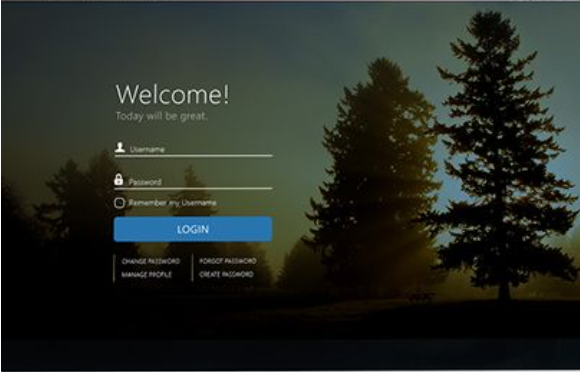 Welcome!
Today will be great.
Username
Password
Remember my Username
LOGIN
CHANGE PASSWORD
FORGOT PASSWORD
MANAGE PROFILE
CREATE PASSWORD